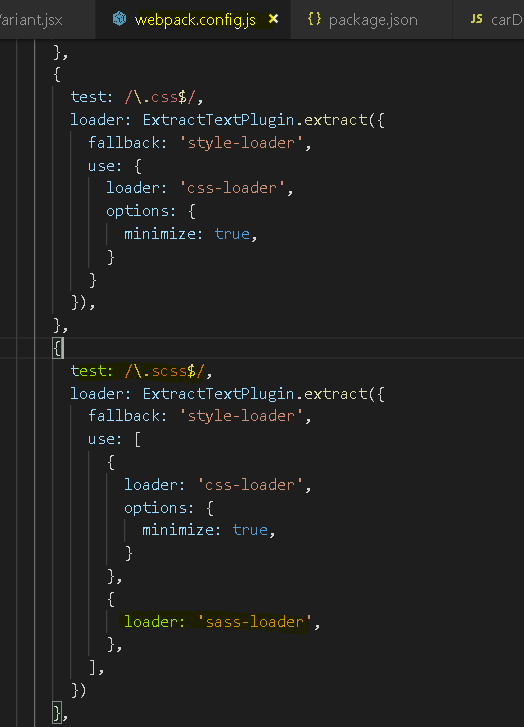 Variant.jsx webpack.config.js × {} package.json JS carD
},
{
test: /\.css$/,
loader: ExtractTextPlugin.extract({
fallback: 'style-loader',
use: {
loader: 'css-loader',
options: {
minimize: true,
}
}
}),
},
{
test: /\.scss$/,
loader: ExtractTextPlugin.extract({
fallback: 'style-loader',
use: [
{
loader: 'css-loader',
options: {
minimize: true,
}
},
{
loader: 'sass-loader',
},
],
})
},